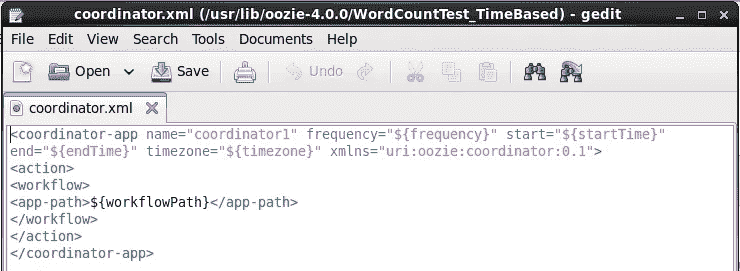 coordinator.xml (/usr/lib/oozie-4.0.0/WordCountTest_TimeBased) - gedit
File Edit View Search Tools Documents Help
Open Save Undo
coordinator.xml
<coordinator-app name="coordinator1" frequency="${frequency}" start="${startTime}"
end="${endTime}" timezone="${timezone}" xmlns="uri:oozie:coordinator:0.1">
<action>
<workflow>
<app-path>${workflowPath}</app-path>
</workflow>
</action>
</coordinator-app>